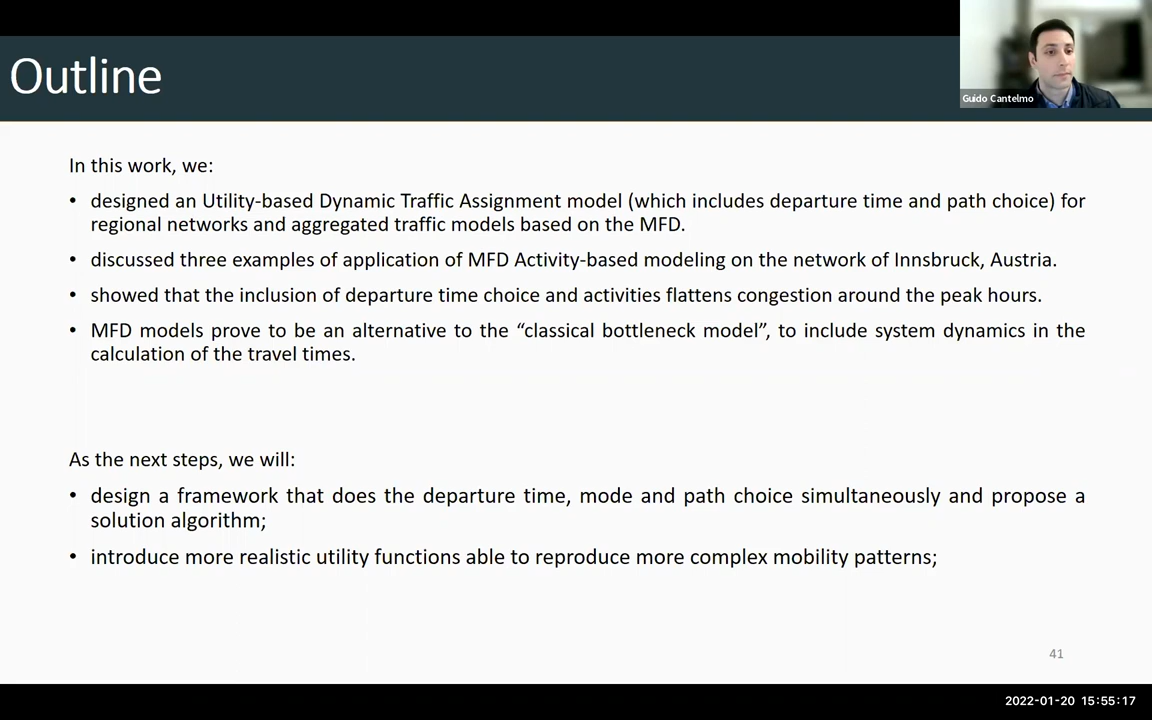 Outline
Guido Cantelmo
In this work, we:
• designed an Utility-based Dynamic Traffic Assignment model (which includes departure time and path choice) for
regional networks and aggregated traffic models based on the MFD.
• discussed three examples of application of MFD Activity-based modeling on the network of Innsbruck, Austria.
• showed that the inclusion of departure time choice and activities flattens congestion around the peak hours.
• MFD models prove to be an alternative to the “classical bottleneck model”, to include system dynamics in the
calculation of the travel times.
As the next steps, we will:
• design a framework that does the departure time, mode and path choice simultaneously and propose a
solution algorithm;
• introduce more realistic utility functions able to reproduce more complex mobility patterns;
41
2022-01-20 15:55:17